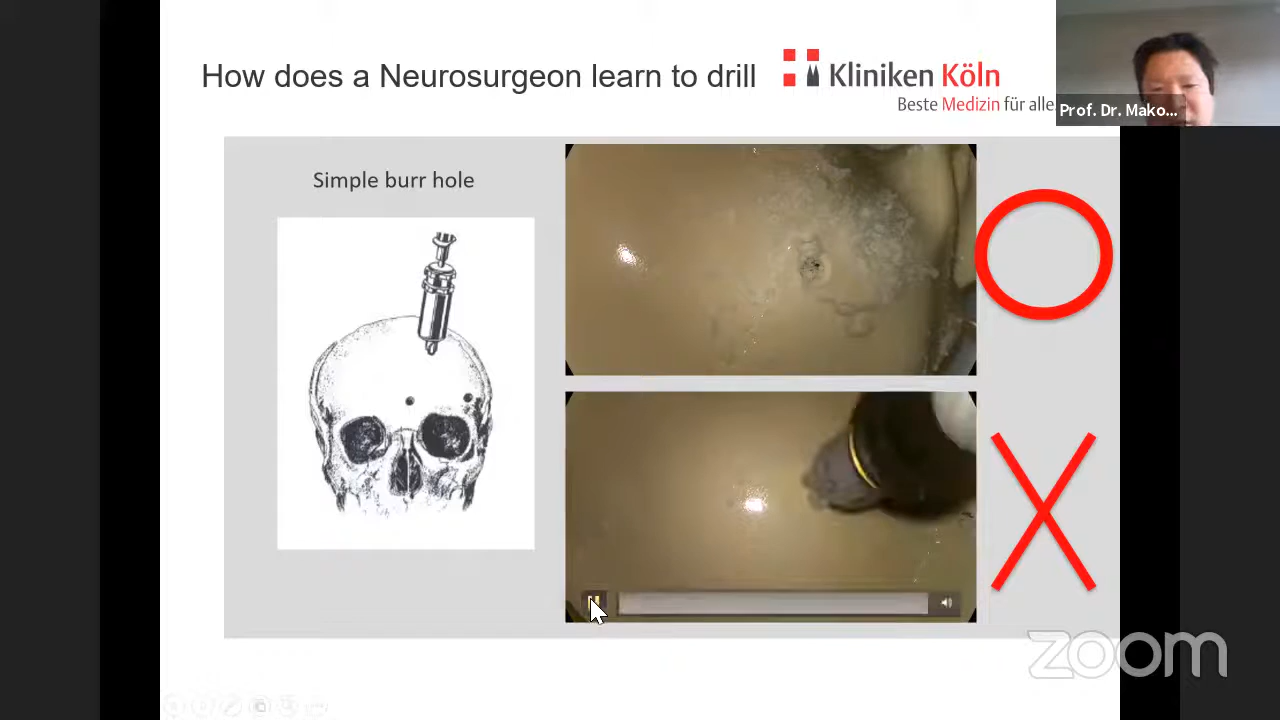 How does a Neurosurgeon learn to drill
Kliniken Köln
Beste Medizin für alle
Prof. Dr. Mako...
Simple burr hole
zoom